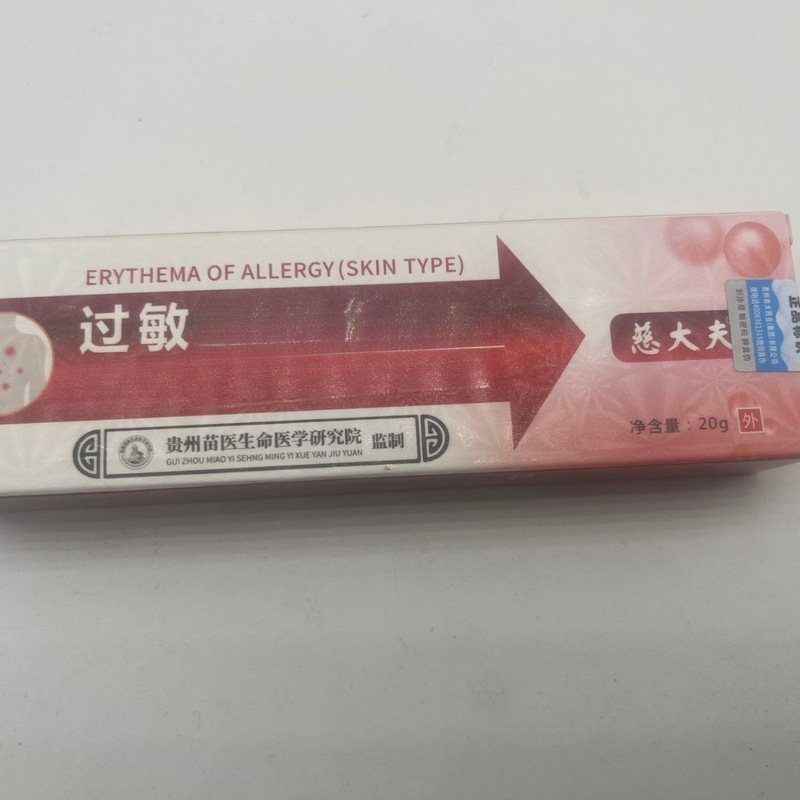 ERYTHEMA OF ALLERGY (SKIN TYPE)
过敏
慈大夫
正品
净含量：20g 外
贵州苗医生命医学研究院 监制
GUI ZHOU MIAO YI SEHNG MING YI XUE YAN JIU YUAN